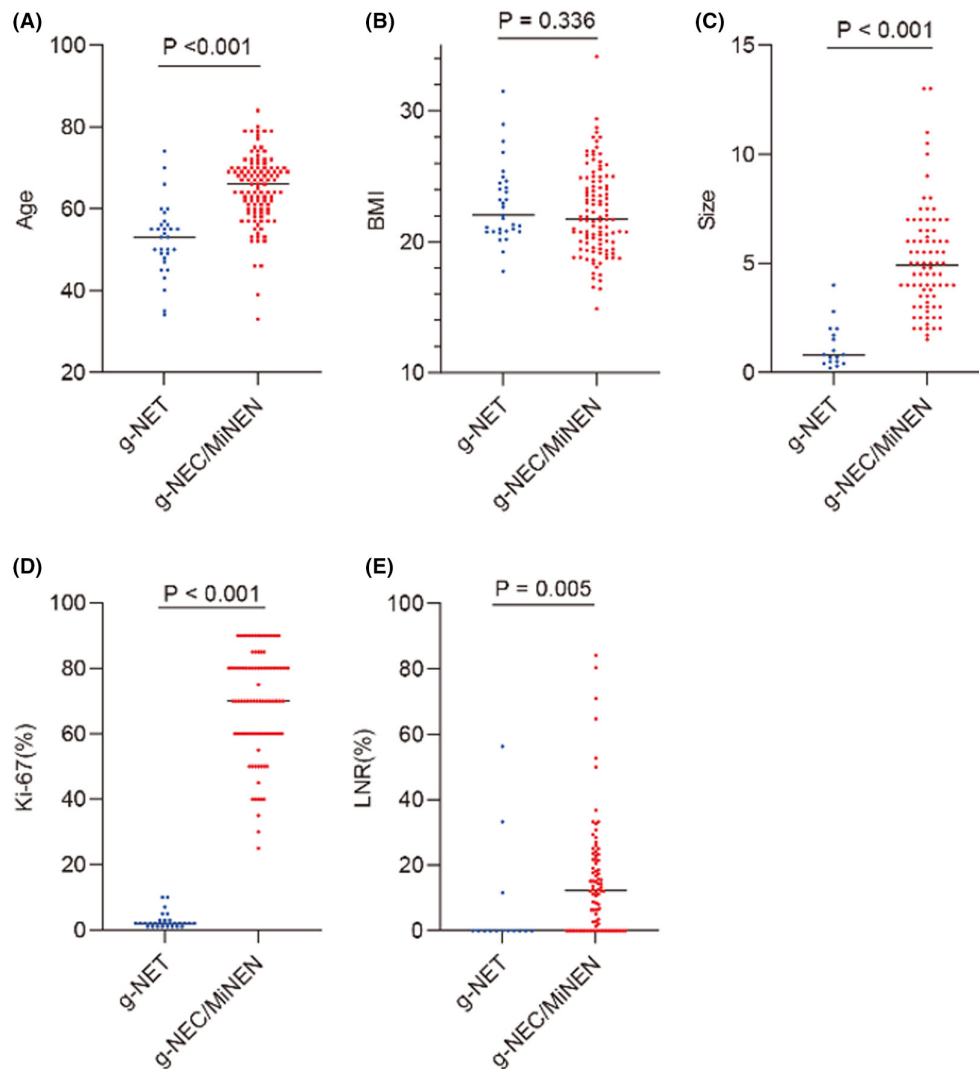 (A)
P <0.001
100
80
60
40
20
Age
g-NET
g-NEC/MiNEN
(B)
P = 0.336
30
20
10
BMI
g-NET
g-NEC/MiNEN
(C)
P < 0.001
15
10
5
0
Size
g-NET
g-NEC/MiNEN
(D)
P < 0.001
100
80
60
40
20
0
Ki-67(%)
g-NET
g-NEC/MiNEN
(E)
P = 0.005
100
80
60
40
20
0
LNR(%)
g-NET
g-NEC/MiNEN